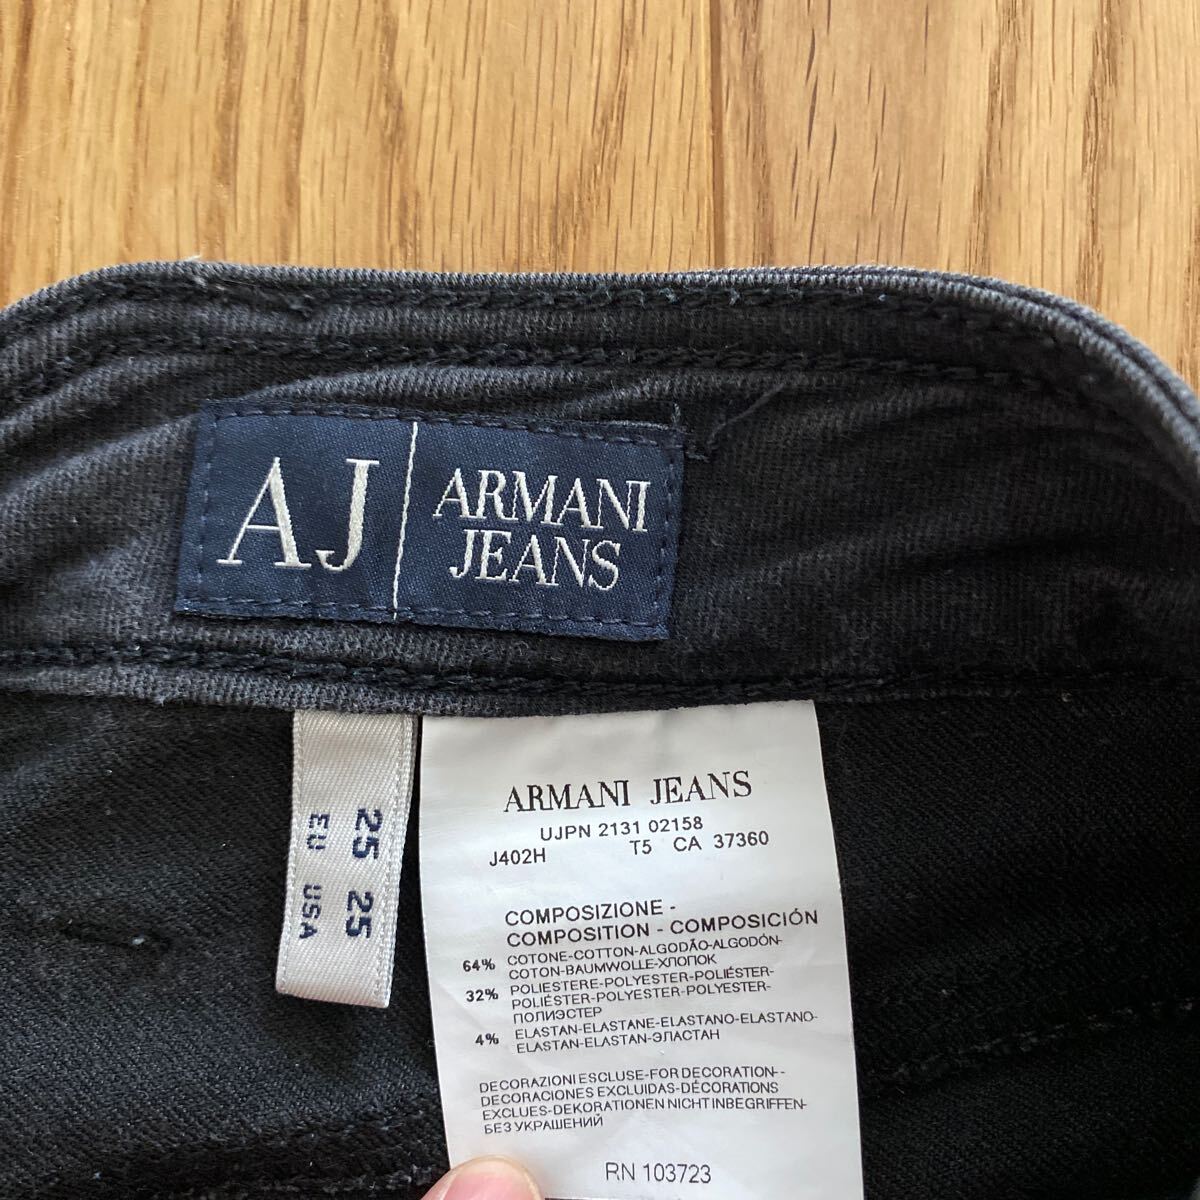 AJ
ARMANI
JEANS
25 25
EU USA
ARMANI JEANS
UJPN 2131 02158
J402H T5 CA 37360
COMPOSIZIONE -
COMPOSITION - COMPOSICIÓN
64% COTONE-COTTON-ALGODÃO-ALGODÓN-
COTON-BAUMWOLLE-ХЛОПОК
32% POLIESTERE-POLYESTER-POLIÉSTER-
POLIÉSTER-POLYESTER-POLYESTER-
ПОЛИЭСТЕР
4% ELASTAN-ELASTANE-ELASTANO-ELASTANO-
ELASTAN-ELASTAN-ЭЛАСТАН
DECORAZIONI ESCLUSE-FOR DECORATION--
DECORACIONES EXCLUIDAS-DÉCORATIONS
EXCLUES-DEKORATIONEN NICHT INBEGRIFFEN-
БЕЗ УКРАШЕНИЙ
RN 103723